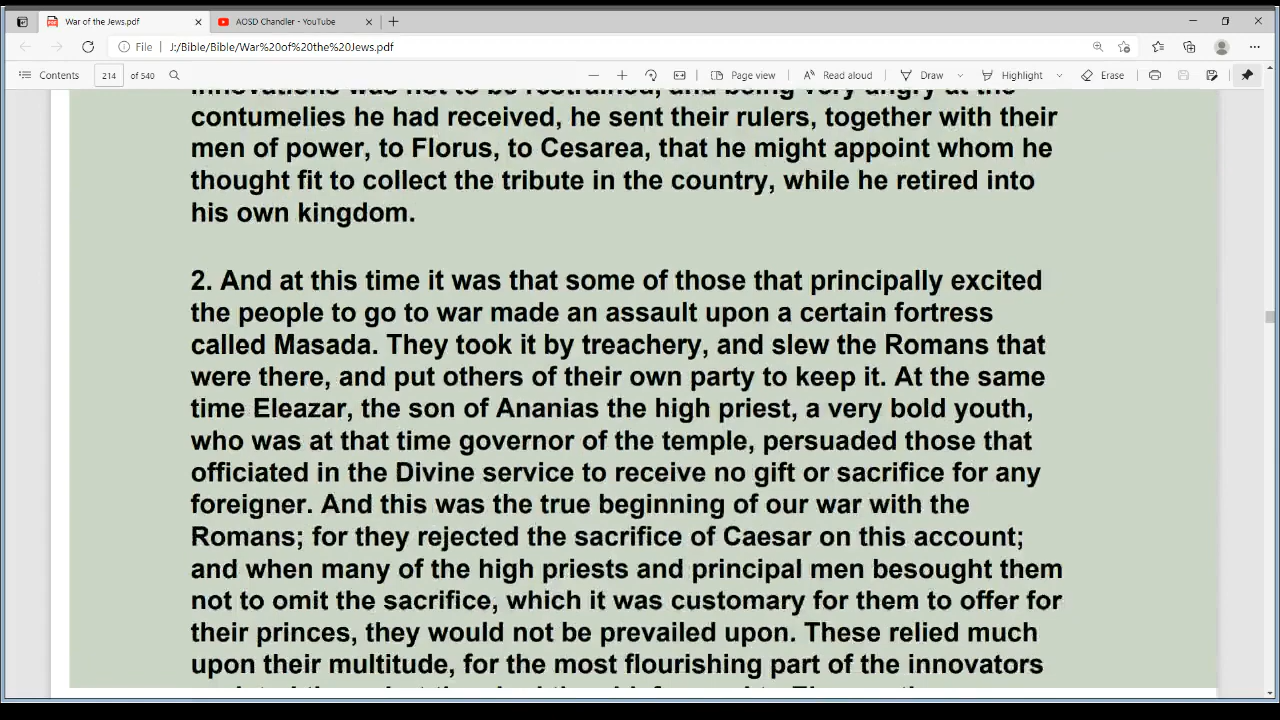 War of the Jews.pdf
AOSD Chandler - YouTube
File
J:/Bible/Bible/War%20of%20the%20Jews.pdf
Contents
214
of 540
Page view
Read aloud
Draw
Highlight
Erase
innovations was not to be restrained, and being very angry at the
contumelies he had received, he sent their rulers, together with their
men of power, to Florus, to Cesarea, that he might appoint whom he
thought fit to collect the tribute in the country, while he retired into
his own kingdom.
2. And at this time it was that some of those that principally excited
the people to go to war made an assault upon a certain fortress
called Masada. They took it by treachery, and slew the Romans that
were there, and put others of their own party to keep it. At the same
time Eleazar, the son of Ananias the high priest, a very bold youth,
who was at that time governor of the temple, persuaded those that
officiated in the Divine service to receive no gift or sacrifice for any
foreigner. And this was the true beginning of our war with the
Romans; for they rejected the sacrifice of Caesar on this account;
and when many of the high priests and principal men besought them
not to omit the sacrifice, which it was customary for them to offer for
their princes, they would not be prevailed upon. These relied much
upon their multitude, for the most flourishing part of the innovators